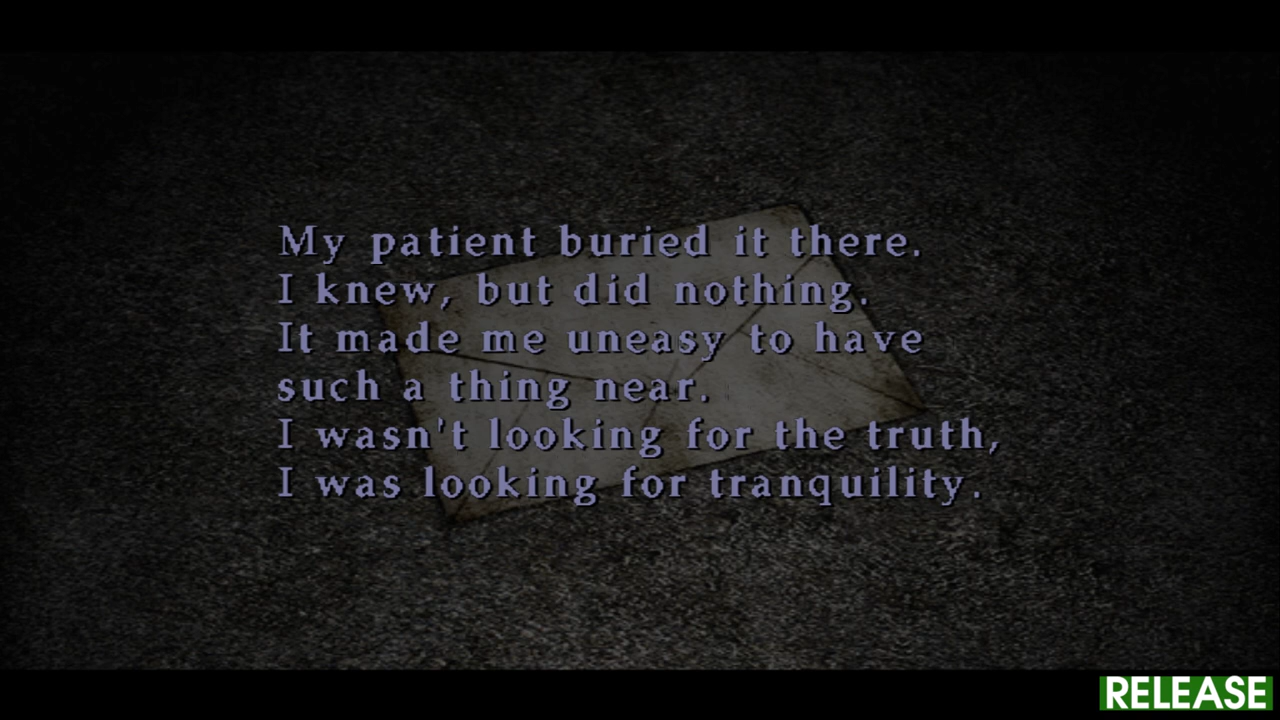 My patient buried it there.
I knew, but did nothing.
It made me uneasy to have
such a thing near.
I wasn't looking for the truth,
I was looking for tranquility.
RELEASE